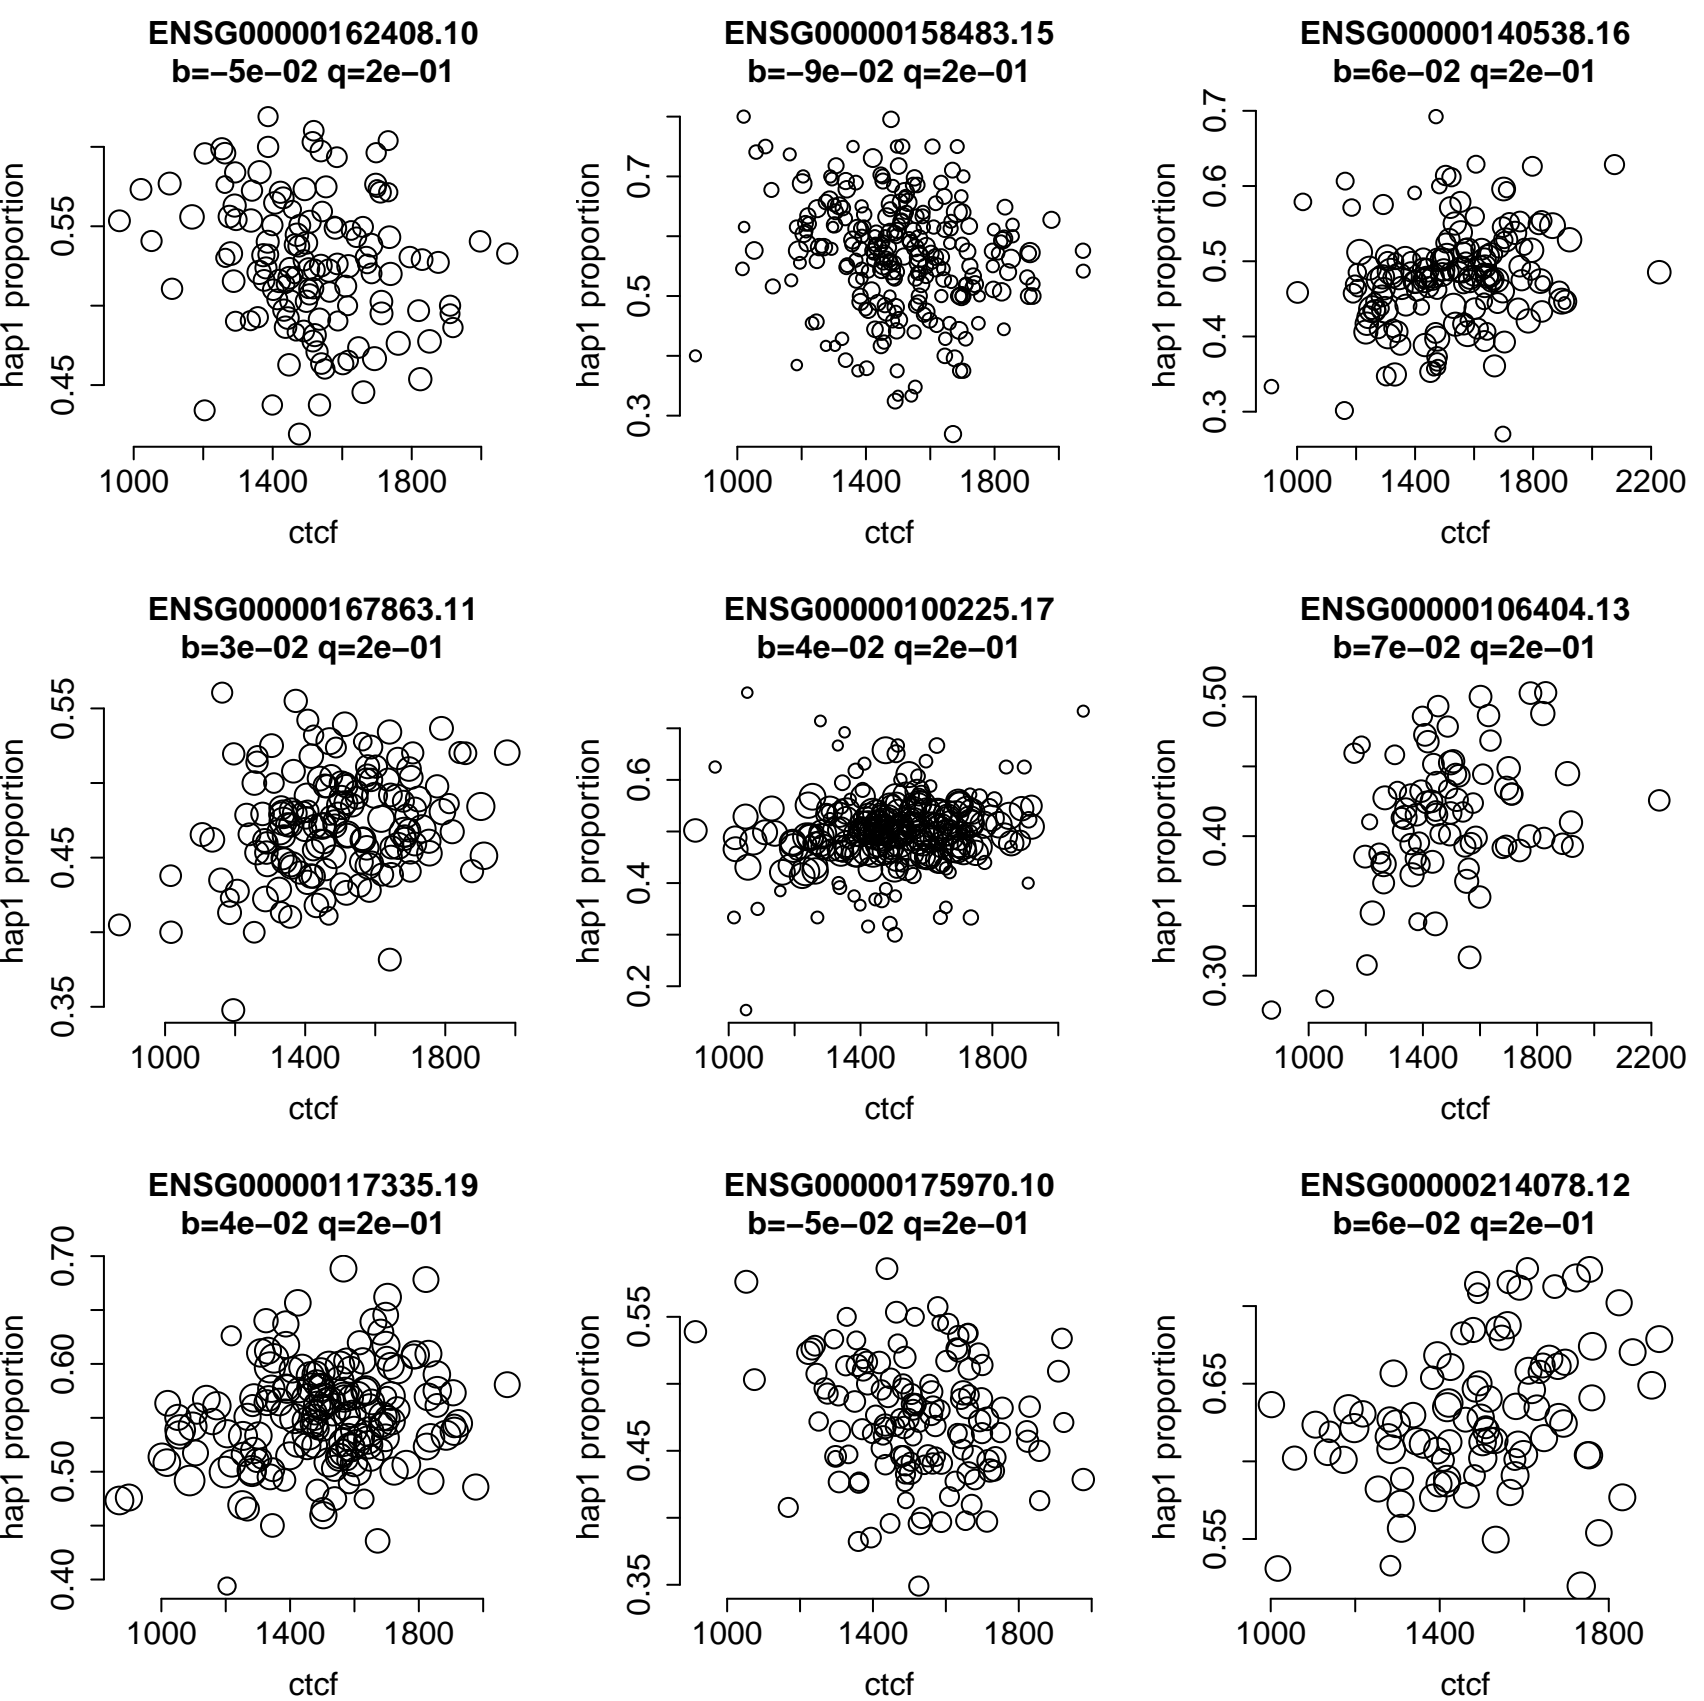 ENSG00000162408.10
b=−5e−02 q=2e−01
hap1 proportion
0.45 0.55
1000 1400 1800
ctcf
ENSG00000158483.15
b=−9e−02 q=2e−01
hap1 proportion
0.3 0.5 0.7
1000 1400 1800
ctcf
ENSG00000140538.16
b=6e−02 q=2e−01
hap1 proportion
0.3 0.4 0.5 0.6 0.7
1000 1400 1800 2200
ctcf
ENSG00000167863.11
b=3e−02 q=2e−01
hap1 proportion
0.35 0.45 0.55
1000 1400 1800
ctcf
ENSG00000100225.17
b=4e−02 q=2e−01
hap1 proportion
0.2 0.4 0.6
1000 1400 1800
ctcf
ENSG00000106404.13
b=7e−02 q=2e−01
hap1 proportion
0.30 0.40 0.50
1000 1400 1800 2200
ctcf
ENSG00000117335.19
b=4e−02 q=2e−01
hap1 proportion
0.40 0.50 0.60 0.70
1000 1400 1800
ctcf
ENSG00000175970.10
b=−5e−02 q=2e−01
hap1 proportion
0.35 0.45 0.55
1000 1400 1800
ctcf
ENSG00000214078.12
b=6e−02 q=2e−01
hap1 proportion
0.55 0.65
1000 1400 1800
ctcf